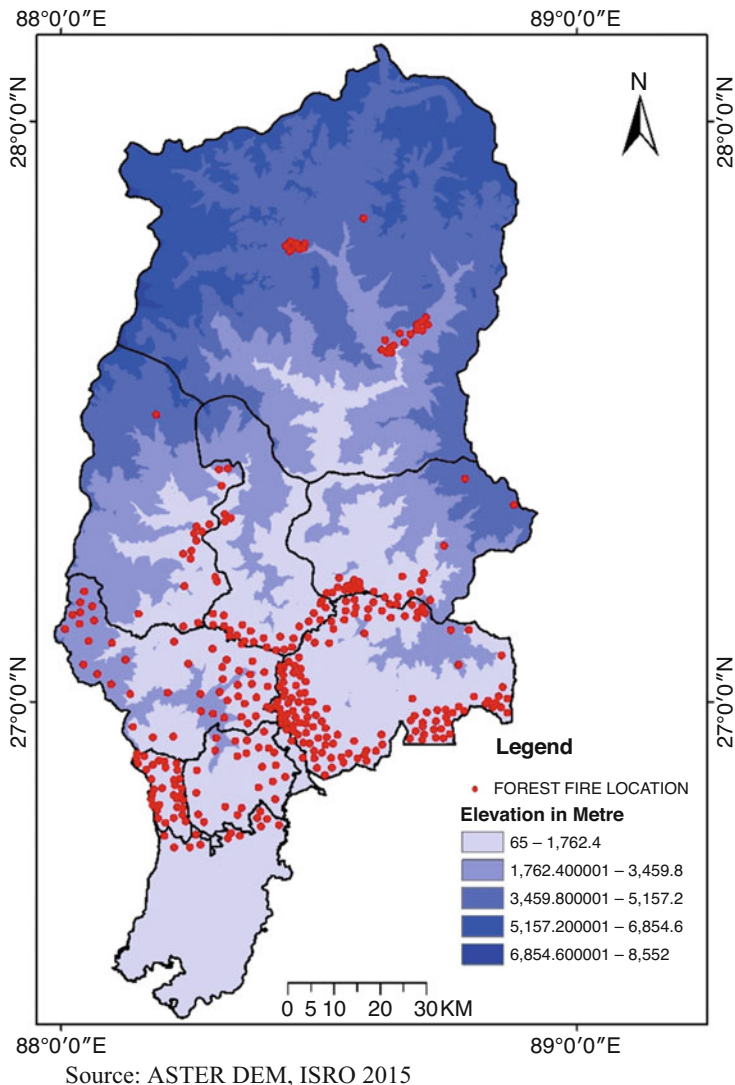 88°0′0″E 89°0′0″E
N
28°0′0″N 28°0′0″N
27°0′0″N 27°0′0″N
Legend
FOREST FIRE LOCATION
Elevation in Metre
65 – 1,762.4
1,762.400001 – 3,459.8
3,459.800001 – 5,157.2
5,157.200001 – 6,854.6
6,854.600001 – 8,552
0 5 10 20 30 KM
88°0′0″E 89°0′0″E
Source: ASTER DEM, ISRO 2015